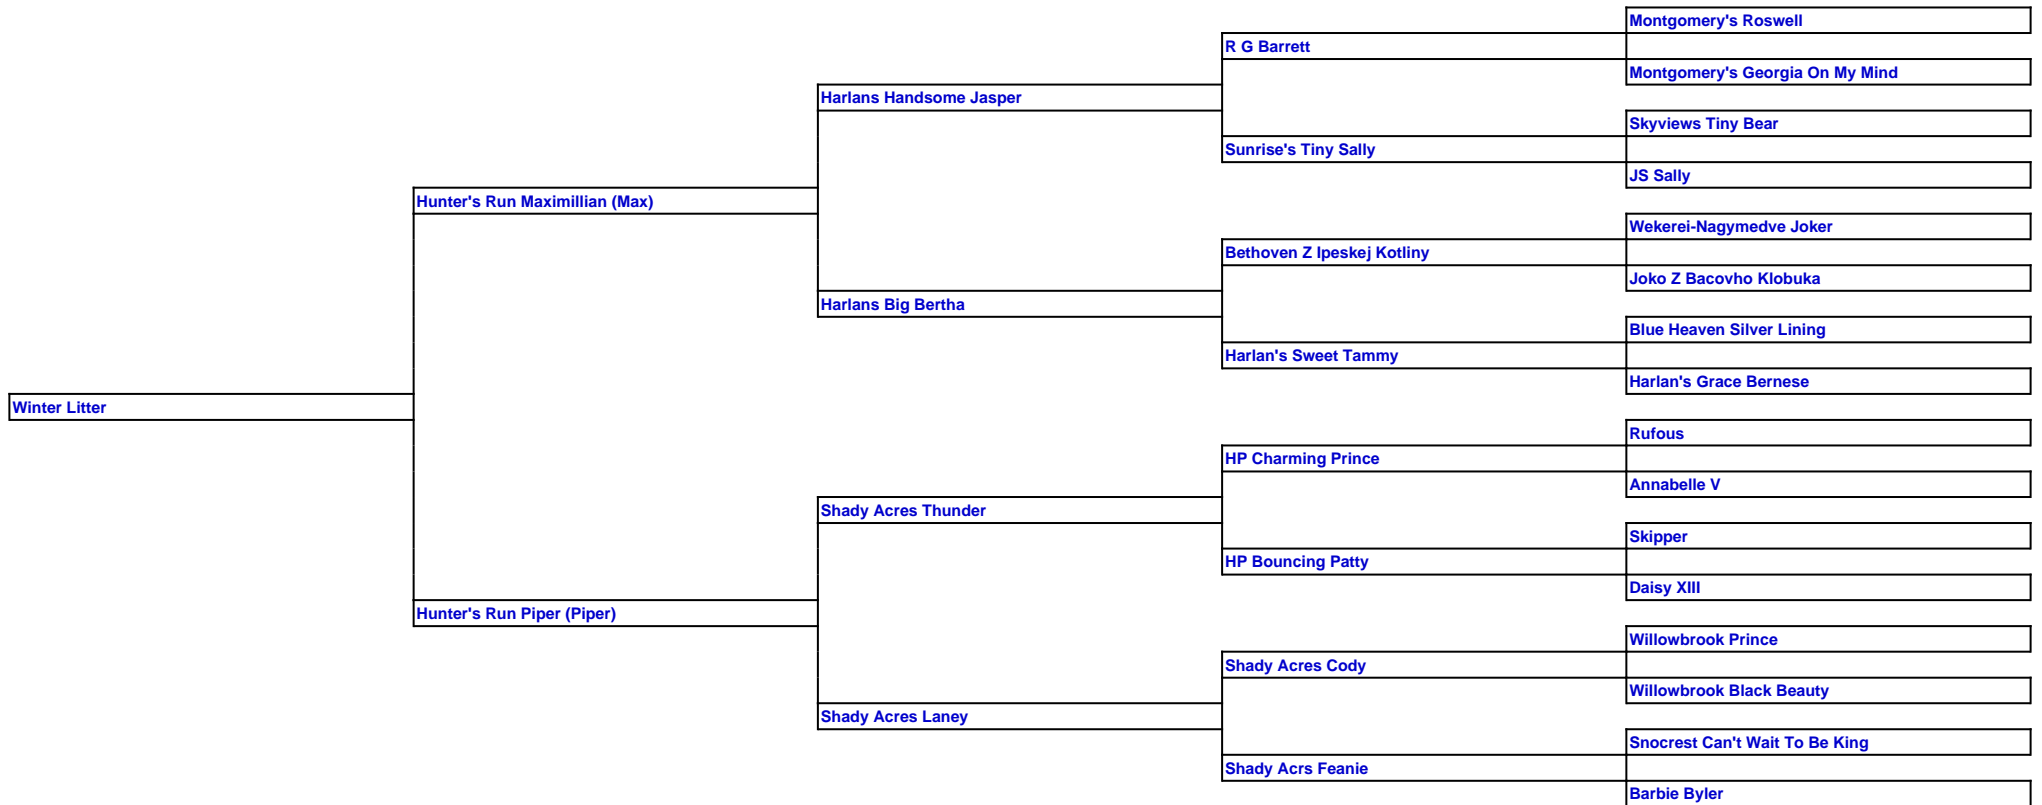 Montgomery's Roswell
R G Barrett
Montgomery's Georgia On My Mind
Harlans Handsome Jasper
Skyviews Tiny Bear
Sunrise's Tiny Sally
JS Sally
Hunter's Run Maximillian (Max)
Wekerei-Nagymedve Joker
Bethoven Z Ipeskej Kotliny
Joko Z Bacovho Klobuka
Harlans Big Bertha
Blue Heaven Silver Lining
Harlan's Sweet Tammy
Harlan's Grace Bernese
Winter Litter
Rufous
HP Charming Prince
Annabelle V
Shady Acres Thunder
Skipper
HP Bouncing Patty
Daisy XIII
Hunter's Run Piper (Piper)
Willowbrook Prince
Shady Acres Cody
Willowbrook Black Beauty
Shady Acres Laney
Snocrest Can't Wait To Be King
Shady Acrs Feanie
Barbie Byler